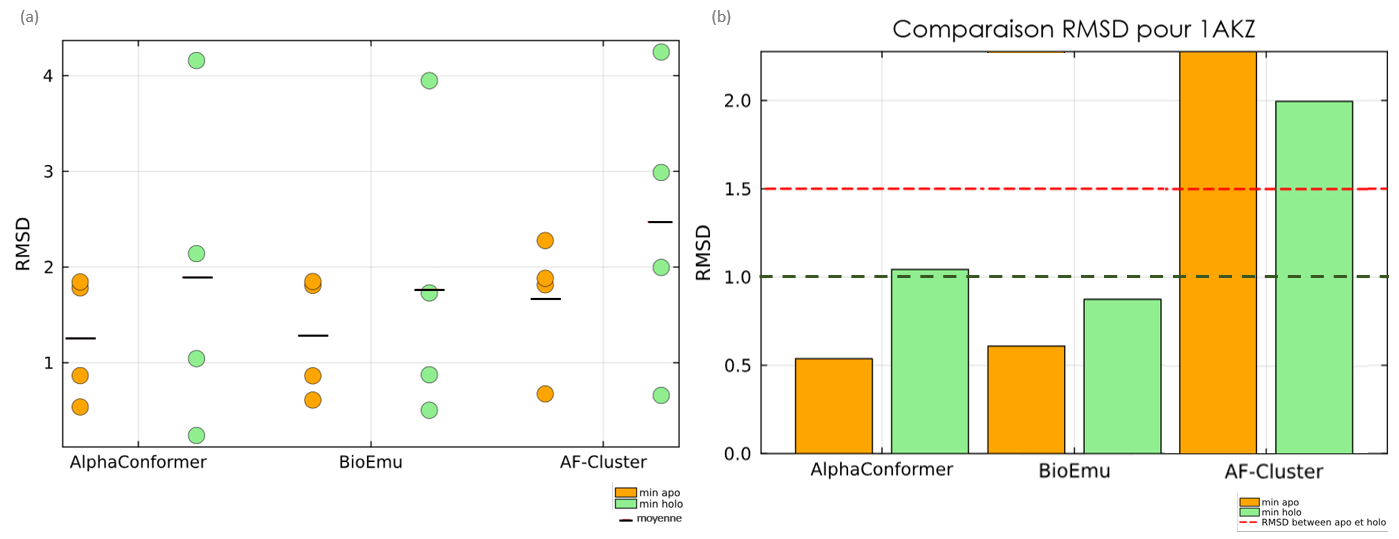 (a)
4
3
2
1
RMSD
AlphaConformer BioEmu AF-Cluster
min apo
min holo
moyenne
(b)
Comparaison RMSD pour 1AKZ
2.0
1.5
1.0
0.5
0.0
RMSD
AlphaConformer BioEmu AF-Cluster
min apo
min holo
RMSD between apo et holo